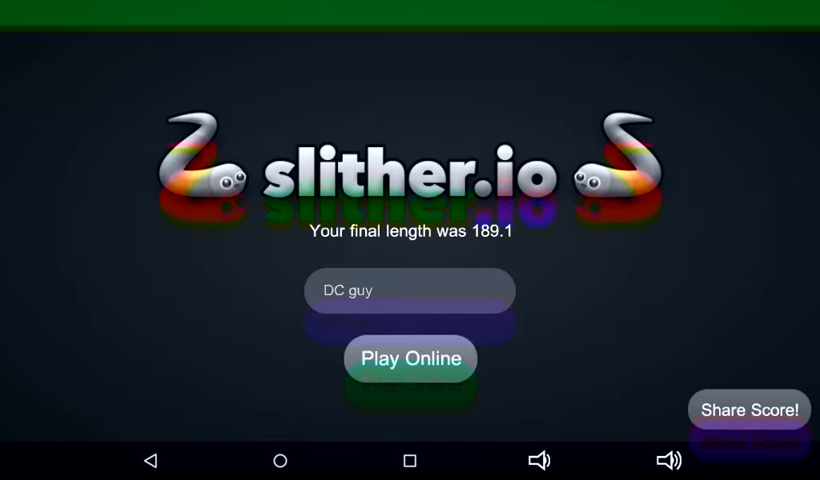 slither.io
Your final length was 189.1
DC guy
Play Online
Share Score!